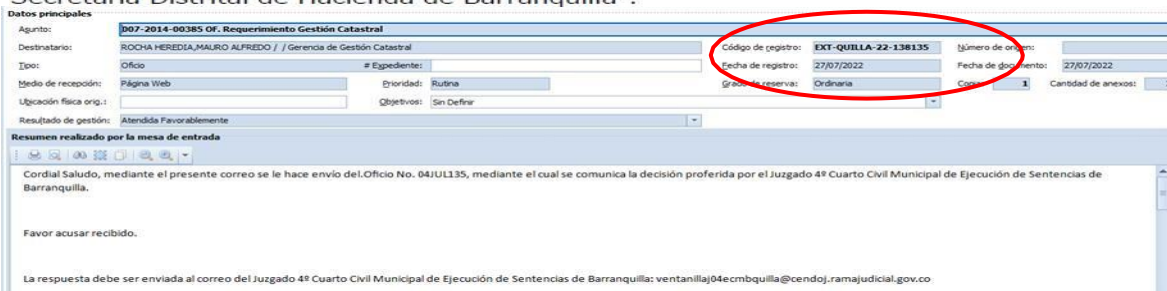 Secretaría Distrital de Hacienda de Barranquilla .
Datos principales
Asunto: D07-2014-00385 OF. Requerimiento Gestión Catastral
Destinatario: ROCHA HEREDIA,MAURO ALFREDO / / Gerencia de Gestión Catastral Código de registro: EXT-QUILLA-22-138135 Número de origen:
Tipo: Oficio # Expediente: Fecha de registro: 27/07/2022 Fecha de documento: 27/07/2022
Medio de recepción: Página Web Prioridad: Rutina Grado de reserva: Ordinaria Copias: 1 Cantidad de anexos:
Ubicación física orig.: Objetivos: Sin Definir
Resultado de gestión: Atendida Favorablemente
Resumen realizado por la mesa de entrada
Cordial Saludo, mediante el presente correo se le hace envío del.Oficio No. 04JUL135, mediante el cual se comunica la decisión proferida por el Juzgado 4º Cuarto Civil Municipal de Ejecución de Sentencias de
Barranquilla.
Favor acusar recibido.
La respuesta debe ser enviada al correo del Juzgado 4º Cuarto Civil Municipal de Ejecución de Sentencias de Barranquilla: ventanillaj04ecmbquilla@cendoj.ramajudicial.gov.co